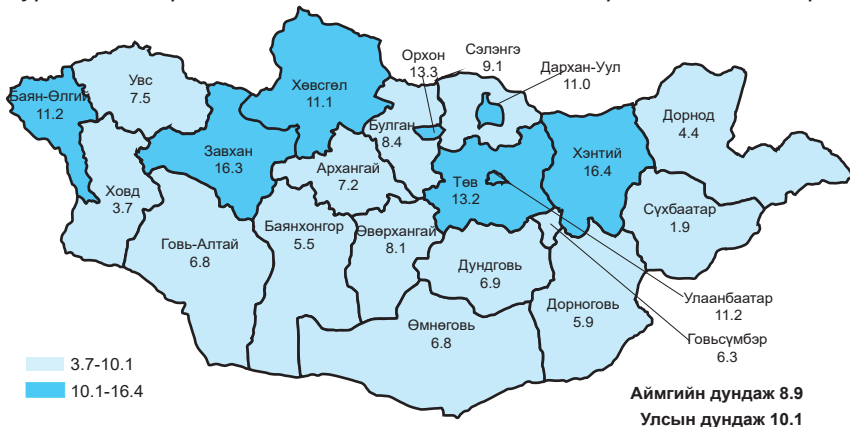 Орхон
13.3
Сэлэнгэ
9.1
Дархан-Уул
11.0
Увс
7.5
Баян-Өлгий
11.2
Хөвсгөл
11.1
Булган
8.4
Дорнод
4.4
Завхан
16.3
Архангай
7.2
Төв
13.2
Хэнтий
16.4
Ховд
3.7
Сүхбаатар
1.9
Говь-Алтай
6.8
Баянхонгор
5.5
Өвөрхангай
8.1
Дундговь
6.9
Улаанбаатар
11.2
Дорноговь
5.9
Өмнөговь
6.8
Говьсүмбэр
6.3
3.7-10.1
10.1-16.4
Аймгийн дундаж 8.9
Улсын дундаж 10.1